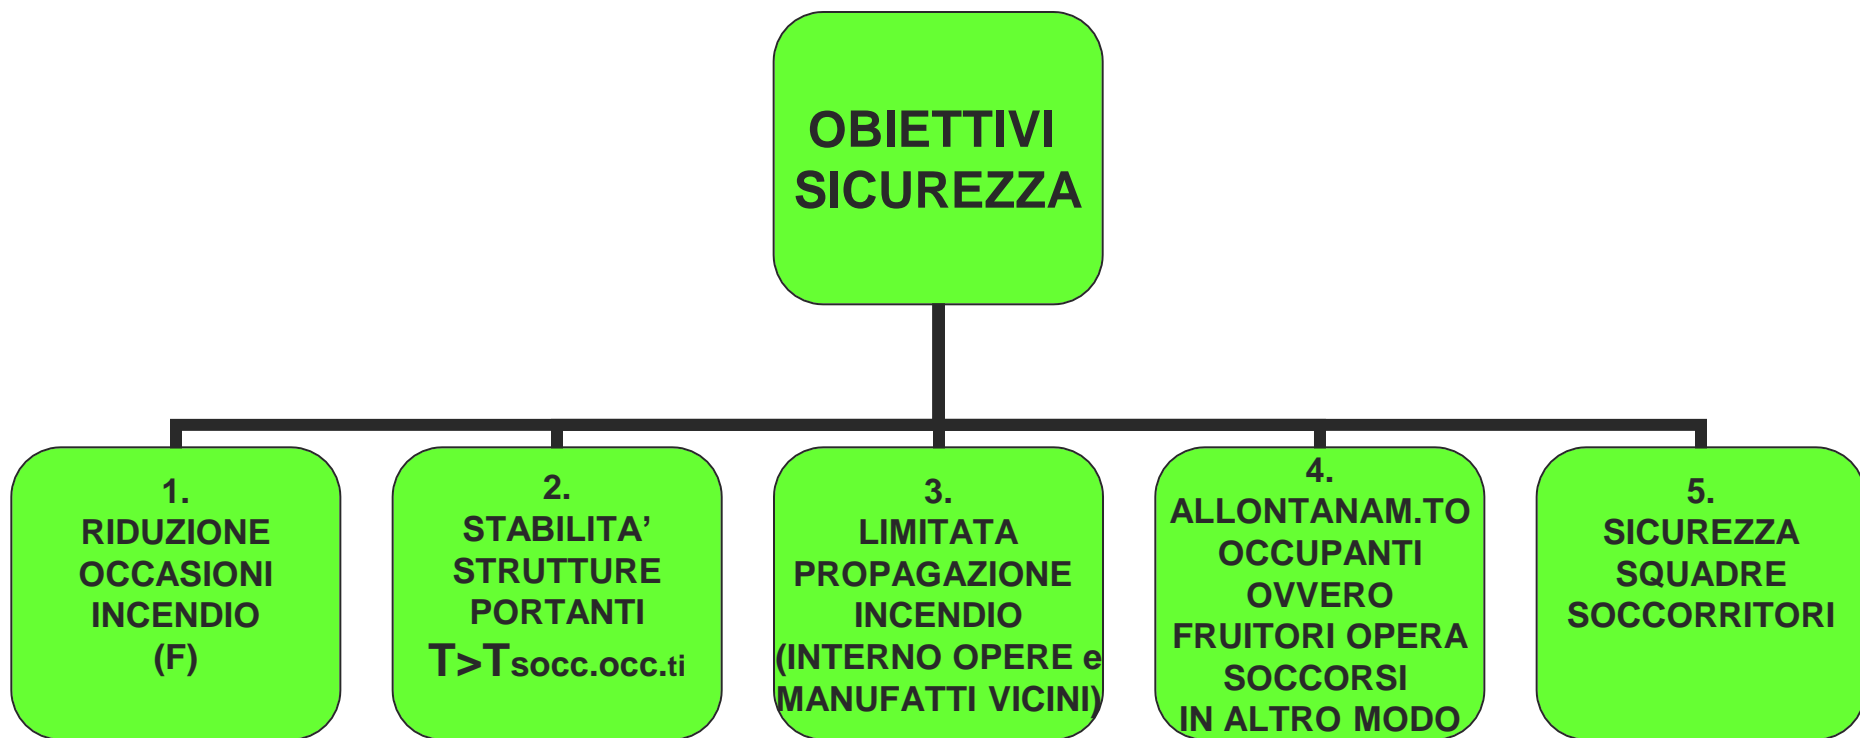 OBIETTIVI
SICUREZZA
1.
RIDUZIONE
OCCASIONI
INCENDIO
(F)
2.
STABILITA’
STRUTTURE
PORTANTI
T>Tsocc.occ.ti
3.
LIMITATA
PROPAGAZIONE
INCENDIO
(INTERNO OPERE e
MANUFATTI VICINI)
4.
ALLONTANAM.TO
OCCUPANTI
OVVERO
FRUITORI OPERA
SOCCORSI
IN ALTRO MODO
5.
SICUREZZA
SQUADRE
SOCCORRITORI